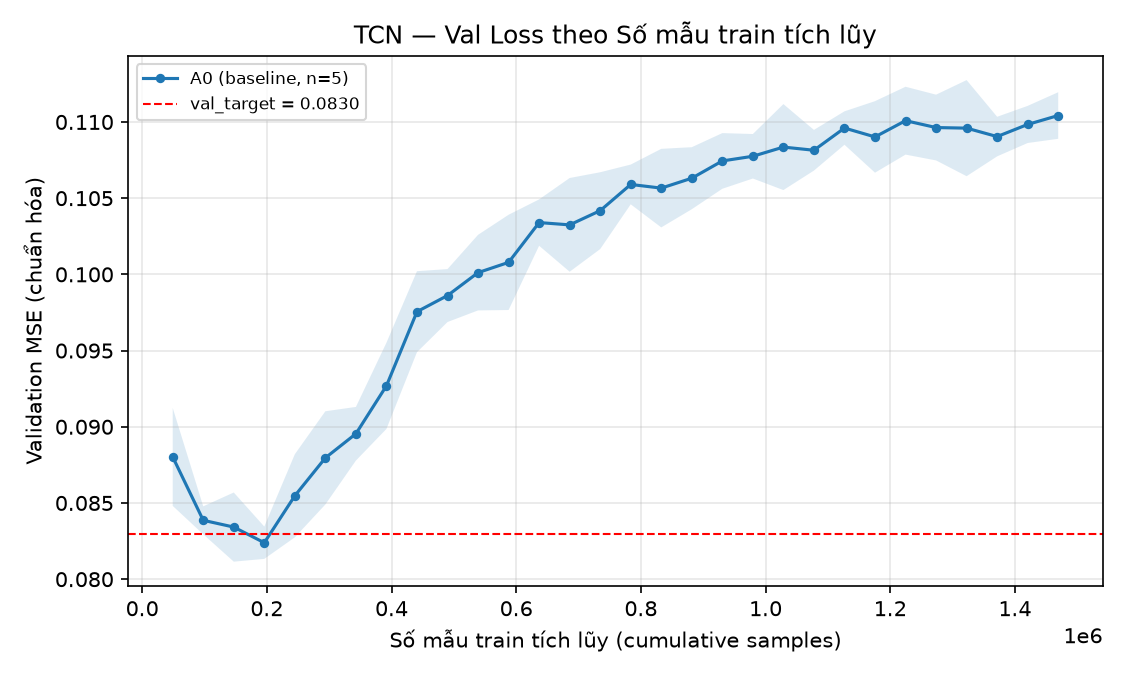 TCN — Val Loss theo Số mẫu train tích lũy
A0 (baseline, n=5)
val_target = 0.0830
Validation MSE (chuẩn hóa)
0.110
0.105
0.100
0.095
0.090
0.085
0.080
0.0 0.2 0.4 0.6 0.8 1.0 1.2 1.4
1e6
Số mẫu train tích lũy (cumulative samples)